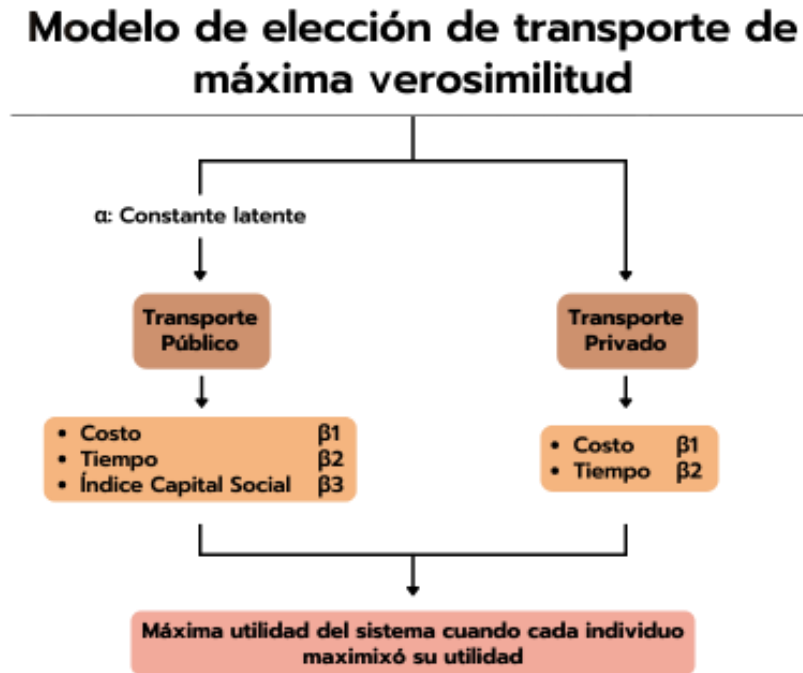 Modelo de elección de transporte de
máxima verosimilitud
α: Constante latente
Transporte
Público
Transporte
Privado
• Costo β1
• Tiempo β2
• Índice Capital Social β3
• Costo β1
• Tiempo β2
Máxima utilidad del sistema cuando cada individuo
maximixó su utilidad